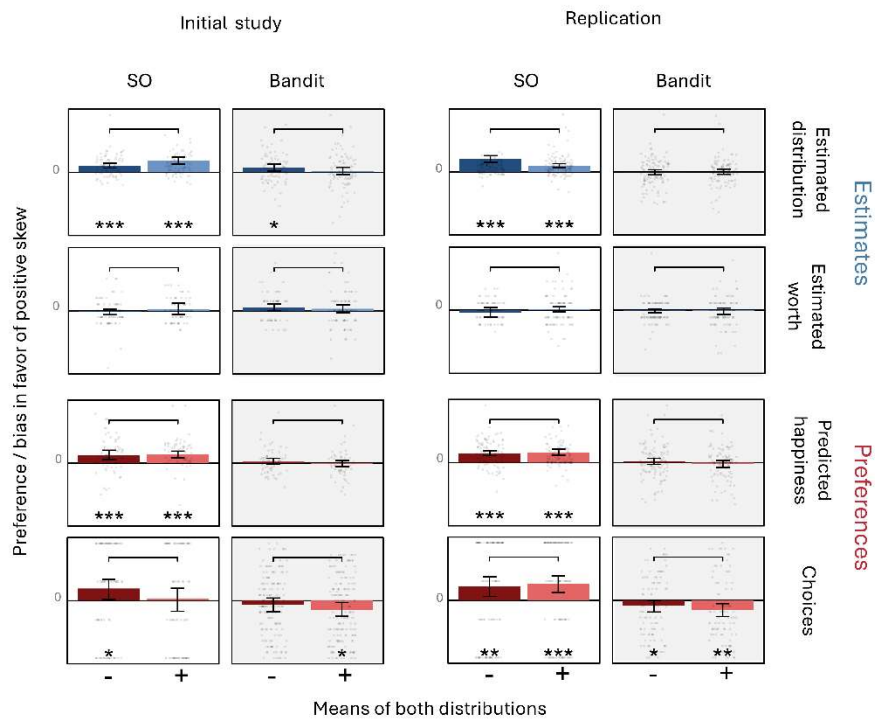 Initial study
Replication
SO
Bandit
SO
Bandit
Preference / bias in favor of positive skew
0
0
*** ***
*
*** ***
Estimated
distribution
Estimates
0
0
Estimated
worth
0
0
*** ***
*** ***
Predicted
happiness
Preferences
0
0
*
*
** ***
* **
Choices
- +
- +
- +
- +
Means of both distributions